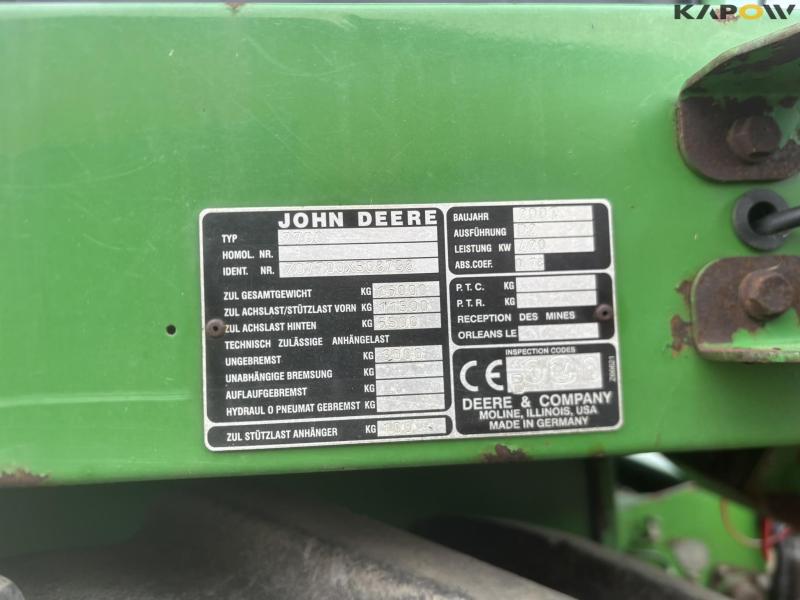 KAPOW
JOHN DEERE
TYP
HOMOL. NR.
IDENT. NR.
ZUL GESAMTGEWICHT KG
ZUL ACHSLAST/STÜTZLAST VORN KG 11500
ZUL ACHSLAST HINTEN KG
TECHNISCH ZULÄSSIGE ANHÄNGELAST
UNGEBREMST KG
UNABHÄNGIGE BREMSUNG KG
AUFLAUFGEBREMST KG
HYDRAUL O PNEUMAT GEBREMST KG
ZUL STÜTZLAST ANHÄNGER KG
BAUJAHR
AUSFÜHRUNG
LEISTUNG KW
ABS.COEF.
P.T.C. KG
P.T.R. KG
RECEPTION DES MINES
ORLEANS LE
INSPECTION CODES
CE
Z66621
DEERE & COMPANY
MOLINE, ILLINOIS, USA
MADE IN GERMANY